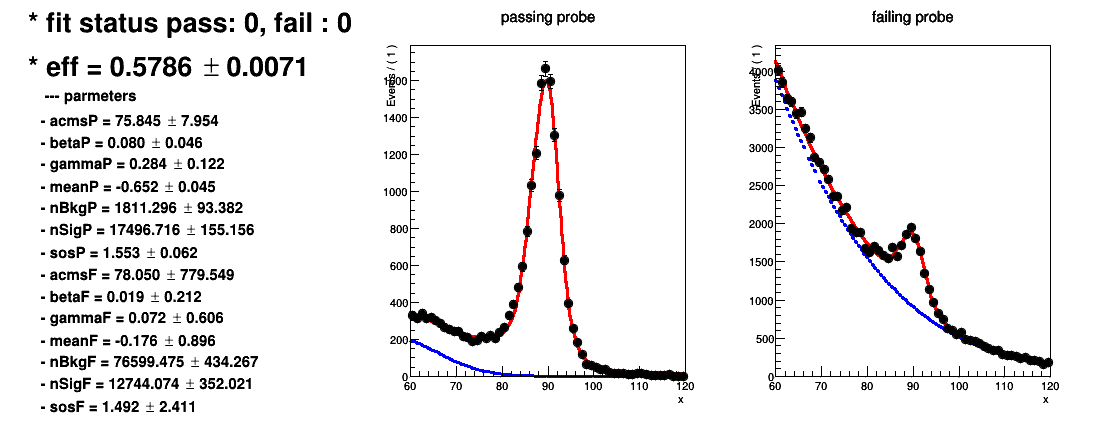 * fit status pass: 0, fail : 0
* eff = 0.5786 ± 0.0071
--- parmeters
- acmsP = 75.845 ± 7.954
- betaP = 0.080 ± 0.046
- gammaP = 0.284 ± 0.122
- meanP = -0.652 ± 0.045
- nBkgP = 1811.296 ± 93.382
- nSigP = 17496.716 ± 155.156
- sosP = 1.553 ± 0.062
- acmsF = 78.050 ± 779.549
- betaF = 0.019 ± 0.212
- gammaF = 0.072 ± 0.606
- meanF = -0.176 ± 0.896
- nBkgF = 76599.475 ± 434.267
- nSigF = 12744.074 ± 352.021
- sosF = 1.492 ± 2.411
passing probe
Events / ( 1 )
1600
1400
1200
1000
800
600
400
200
0
60 70 80 90 100 110 120
x
failing probe
Events / ( 1 )
4000
3500
3000
2500
2000
1500
1000
500
0
60 70 80 90 100 110 120
x